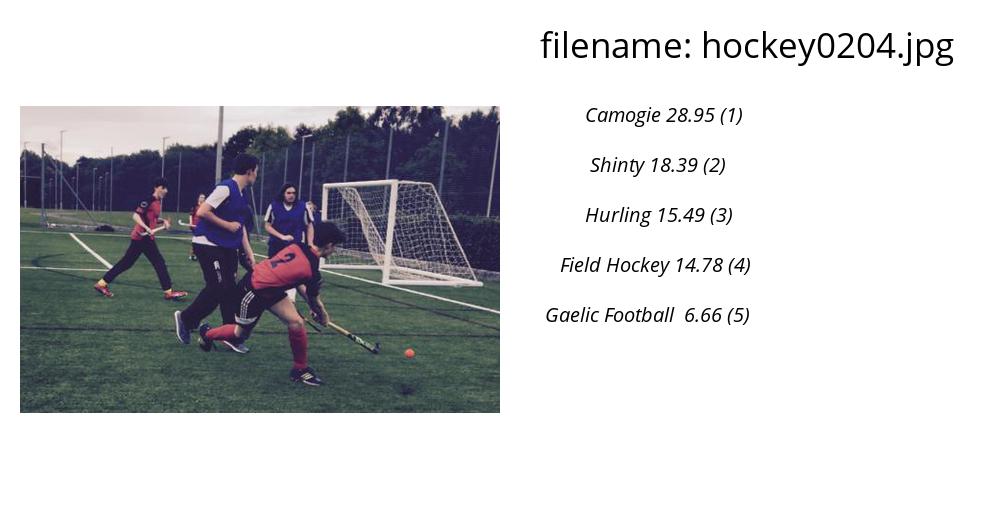 filename: hockey0204.jpg
Camogie 28.95 (1)
Shinty 18.39 (2)
Hurling 15.49 (3)
Field Hockey 14.78 (4)
Gaelic Football 6.66 (5)
2